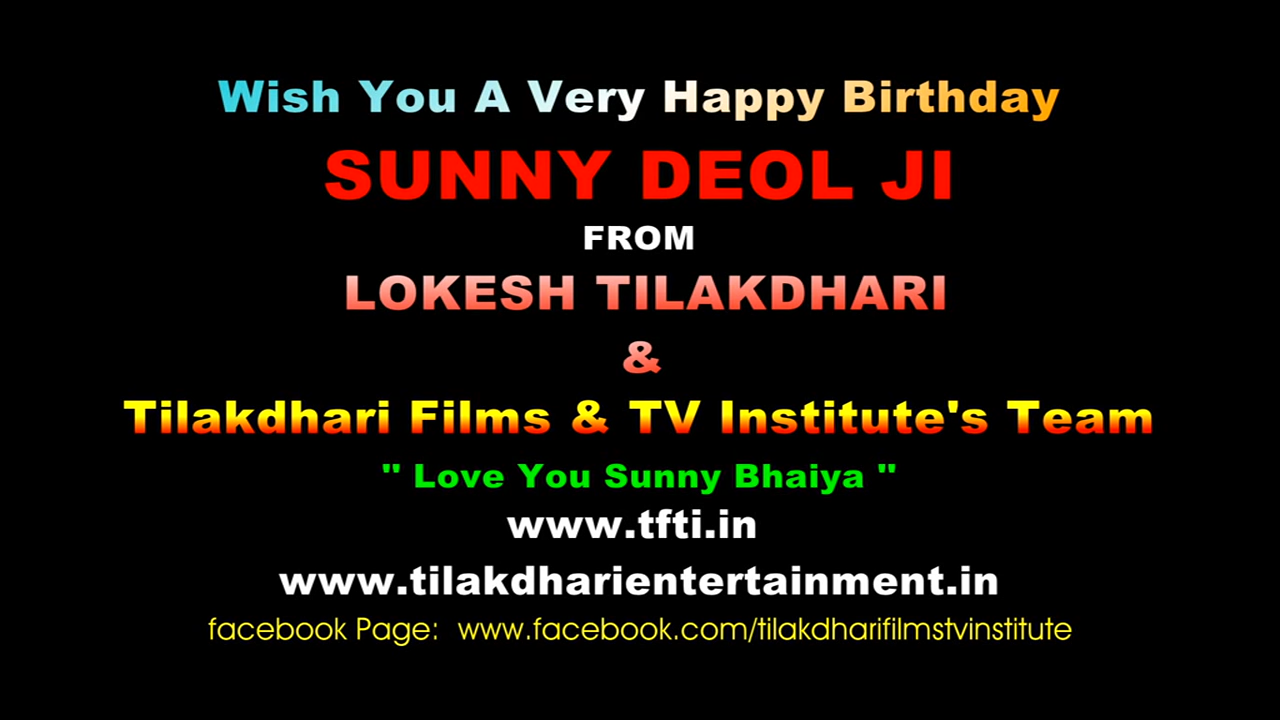 Wish You A Very Happy Birthday
SUNNY DEOL JI
FROM
LOKESH TILAKDHARI
&
Tilakdhari Films & TV Institute's Team
" Love You Sunny Bhaiya "
www.tfti.in
www.tilakdharientertainment.in
facebook Page: www.facebook.com/tilakdharifilmstvinstitute